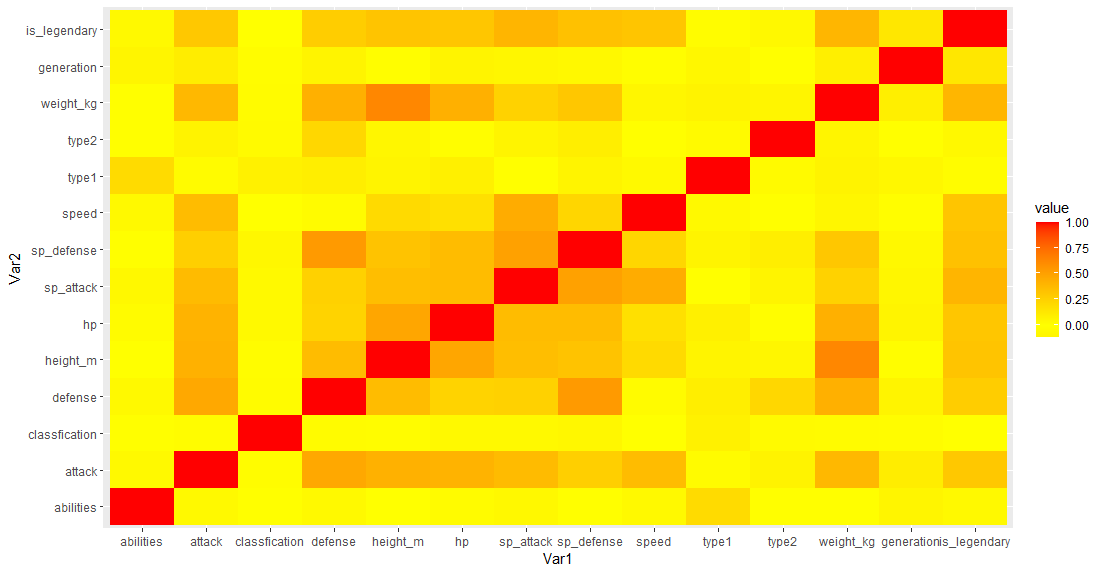 is_legendary
generation
weight_kg
type2
type1
speed
sp_defense
sp_attack
hp
height_m
defense
classfication
attack
abilities
Var2
abilities attack classfication defense height_m hp sp_attack sp_defense speed type1 type2 weight_kg generation is_legendary
Var1
value
1.00
0.75
0.50
0.25
0.00